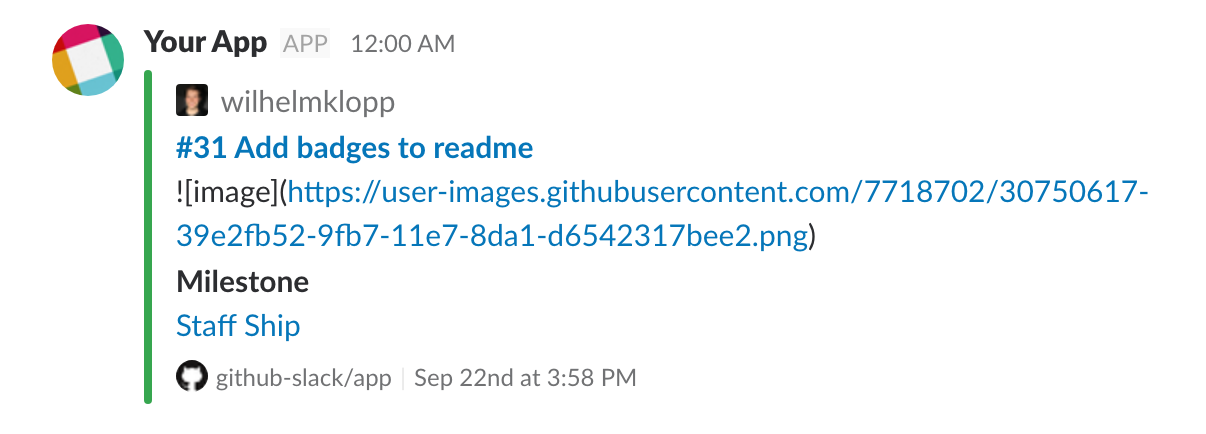 Your App APP 12:00 AM
wilhelmklopp
#31 Add badges to readme
![image](https://user-images.githubusercontent.com/7718702/30750617-
39e2fb52-9fb7-11e7-8da1-d6542317bee2.png)
Milestone
Staff Ship
github-slack/app | Sep 22nd at 3:58 PM